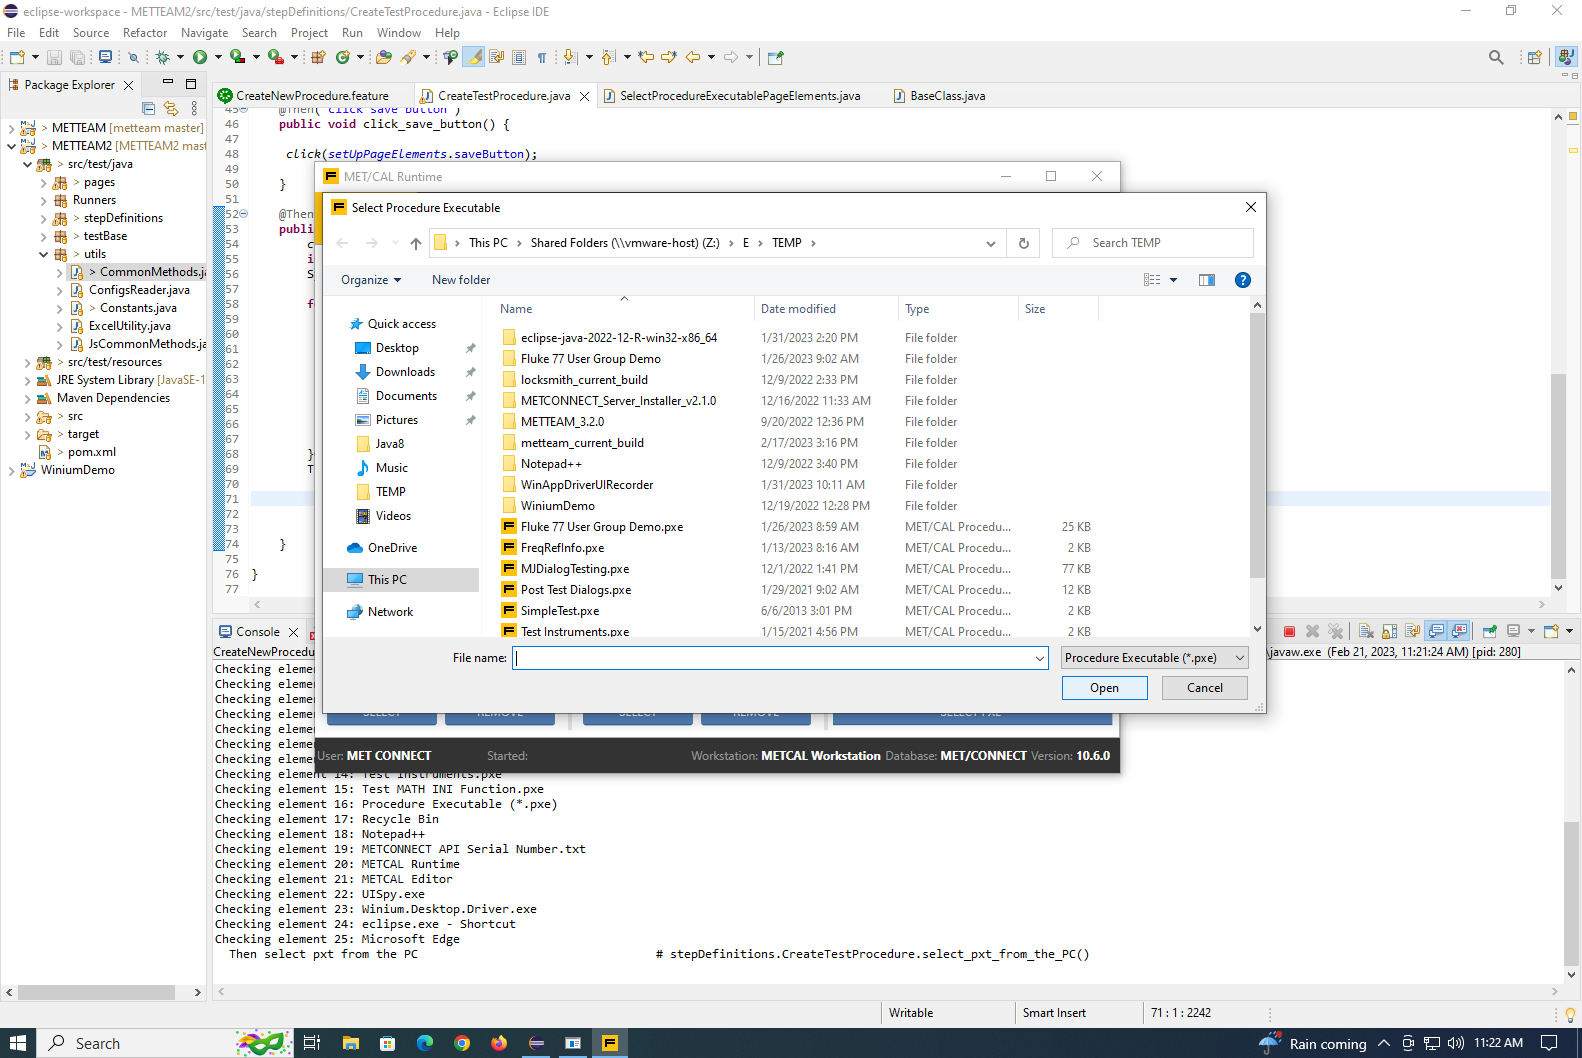 eclipse-workspace - METTEAM2/src/test/java/stepDefinitions/CreateTestProcedure.java - Eclipse IDE
File Edit Source Refactor Navigate Search Project Run Window Help
Package Explorer
CreateNewProcedure.feature
CreateTestProcedure.java
SelectProcedureExecutablePageElements.java
BaseClass.java
> METTEAM [metteam master]
> METTEAM2 [METTEAM2 mast
> src/test/java
> pages
Runners
> stepDefinitions
> testBase
> utils
> CommonMethods.ja
ConfigsReader.java
> Constants.java
ExcelUtility.java
JsCommonMethods.ja
> src/test/resources
JRE System Library [JavaSE-1
Maven Dependencies
> src
> target
> pom.xml
WiniumDemo
45 @Then("click save button")
46 public void click_save_button() {
47
48 click(setUpPageElements.saveButton);
49
50 }
51
52 @Then
53 public
54 c
55 i
56 S
57
58 f
59
60
61
62
63
64
65
66
67
68 }
69 T
70
71
72
73
74 }
75
76 }
77
MET/CAL Runtime
Select Procedure Executable
This PC > Shared Folders (\\vmware-host) (Z:) > E > TEMP >
Search TEMP
Organize New folder
Quick access
Desktop
Downloads
Documents
Pictures
Java8
Music
TEMP
Videos
OneDrive
This PC
Network
Name Date modified Type Size
eclipse-java-2022-12-R-win32-x86_64 1/31/2023 2:20 PM File folder
Fluke 77 User Group Demo 1/26/2023 9:02 AM File folder
locksmith_current_build 12/9/2022 2:33 PM File folder
METCONNECT_Server_Installer_v2.1.0 12/16/2022 11:33 AM File folder
METTEAM_3.2.0 9/20/2022 12:36 PM File folder
metteam_current_build 2/17/2023 3:16 PM File folder
Notepad++ 12/9/2022 3:40 PM File folder
WinAppDriverUIRecorder 1/31/2023 10:11 AM File folder
WiniumDemo 12/19/2022 12:28 PM File folder
Fluke 77 User Group Demo.pxe 1/26/2023 8:59 AM MET/CAL Procedu... 25 KB
FreqRefInfo.pxe 1/13/2023 8:16 AM MET/CAL Procedu... 2 KB
MJDialogTesting.pxe 12/1/2022 1:41 PM MET/CAL Procedu... 77 KB
Post Test Dialogs.pxe 1/29/2021 9:02 AM MET/CAL Procedu... 12 KB
SimpleTest.pxe 6/6/2013 3:01 PM MET/CAL Procedu... 2 KB
Test Instruments.pxe 1/15/2021 4:56 PM MET/CAL Procedu... 2 KB
File name:
Procedure Executable (*.pxe)
Open Cancel
SELECT REMOVE SELECT REMOVE SELECT PXE
User: MET CONNECT Started: Workstation: METCAL Workstation Database: MET/CONNECT Version: 10.6.0
Console
CreateNewProcedu
\javaw.exe (Feb 21, 2023, 11:21:24 AM) [pid: 280]
Checking eleme
Checking eleme
Checking eleme
Checking eleme
Checking eleme
Checking eleme
Checking eleme
Checking element 14: Test Instruments.pxe
Checking element 15: Test MATH INI Function.pxe
Checking element 16: Procedure Executable (*.pxe)
Checking element 17: Recycle Bin
Checking element 18: Notepad++
Checking element 19: METCONNECT API Serial Number.txt
Checking element 20: METCAL Runtime
Checking element 21: METCAL Editor
Checking element 22: UISpy.exe
Checking element 23: Winium.Desktop.Driver.exe
Checking element 24: eclipse.exe - Shortcut
Checking element 25: Microsoft Edge
Then select pxt from the PC # stepDefinitions.CreateTestProcedure.select_pxt_from_the_PC()
Writable Smart Insert 71 : 1 : 2242
Search
Rain coming
11:22 AM